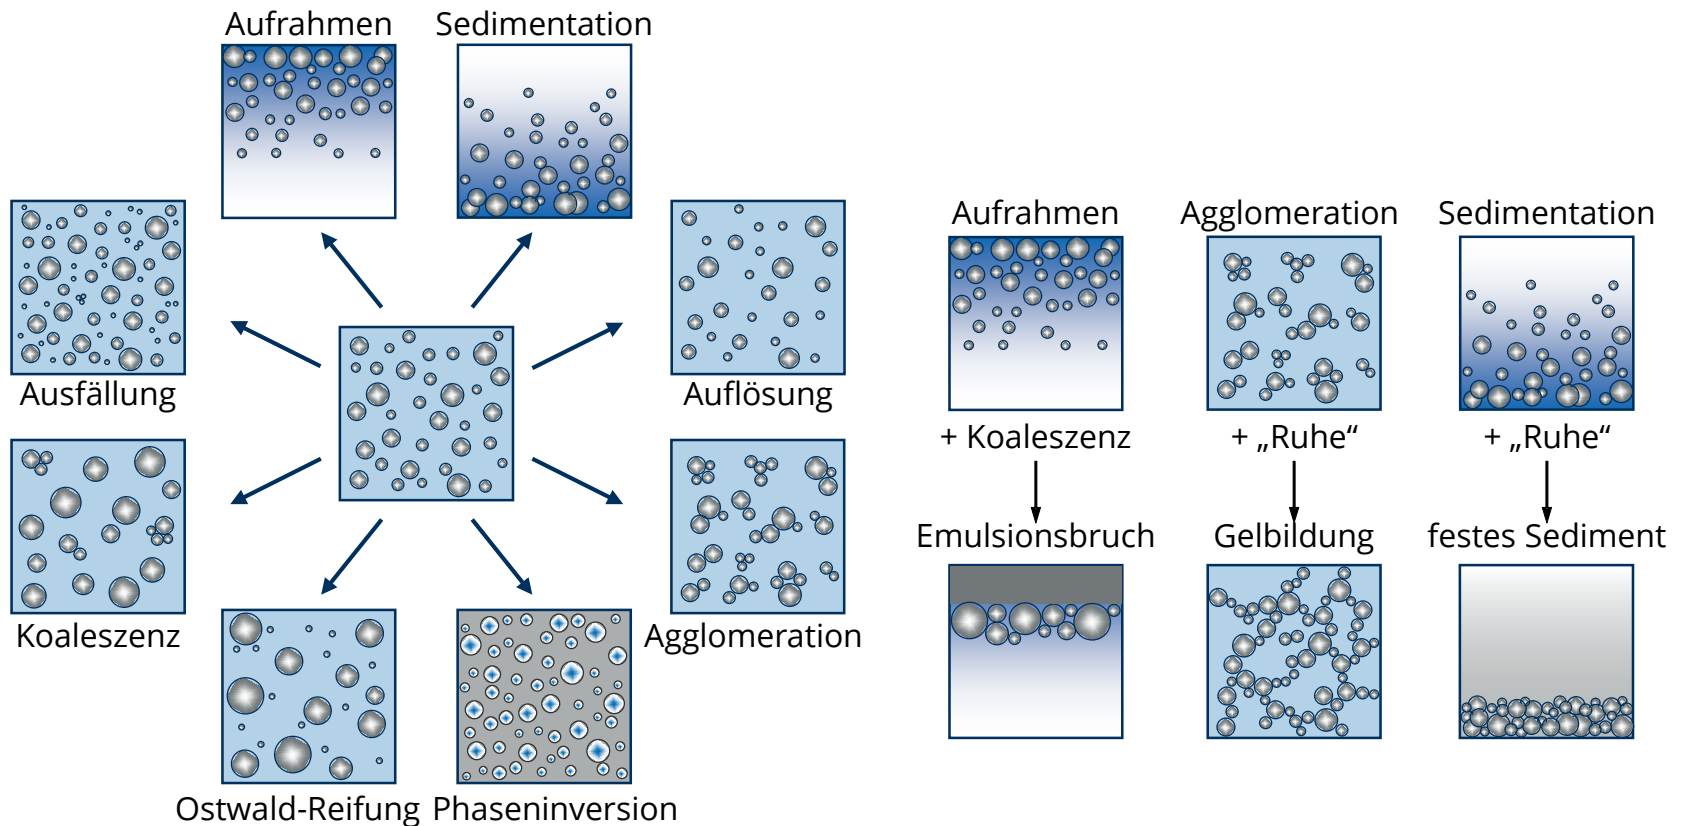 Aufrahmen
Sedimentation
Ausfällung
Auflösung
Koaleszenz
Agglomeration
Ostwald-Reifung
Phaseninversion
Aufrahmen
Agglomeration
Sedimentation
+ Koaleszenz
+ „Ruhe“
+ „Ruhe“
Emulsionsbruch
Gelbildung
festes Sediment